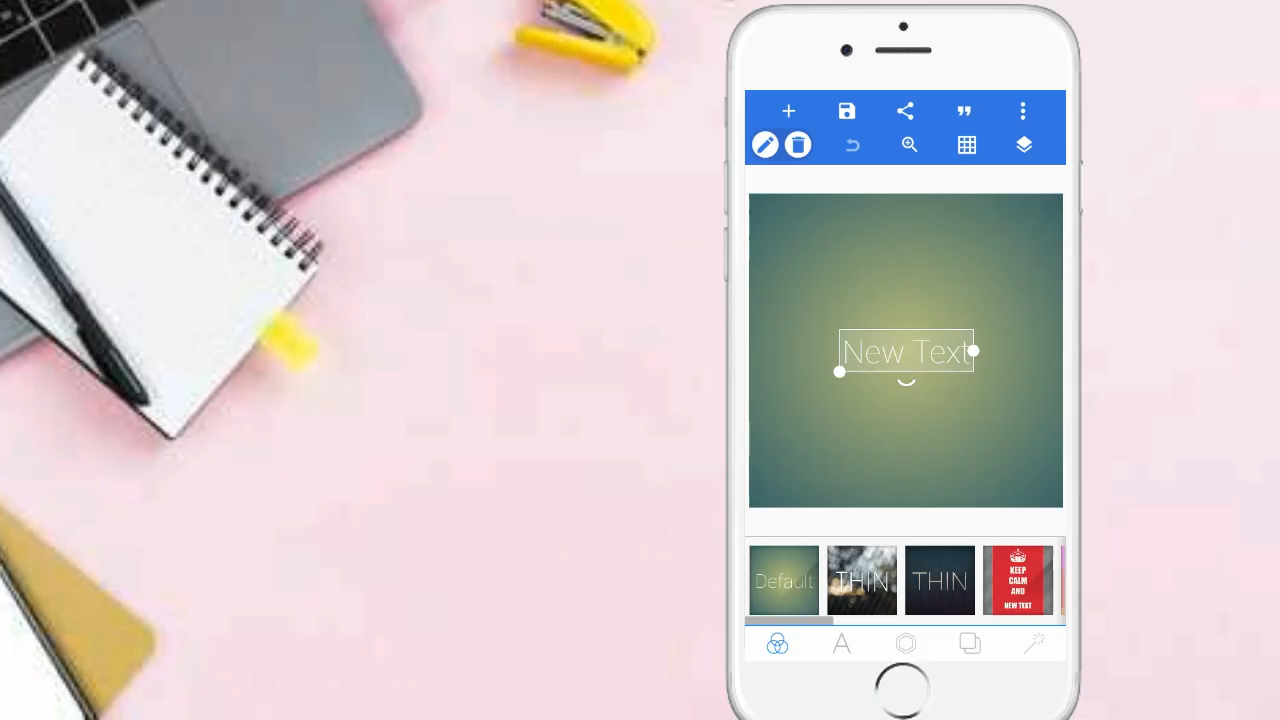 New Text
Default
THIN
THIN
KEEP
CALM
AND
NEW TEXT